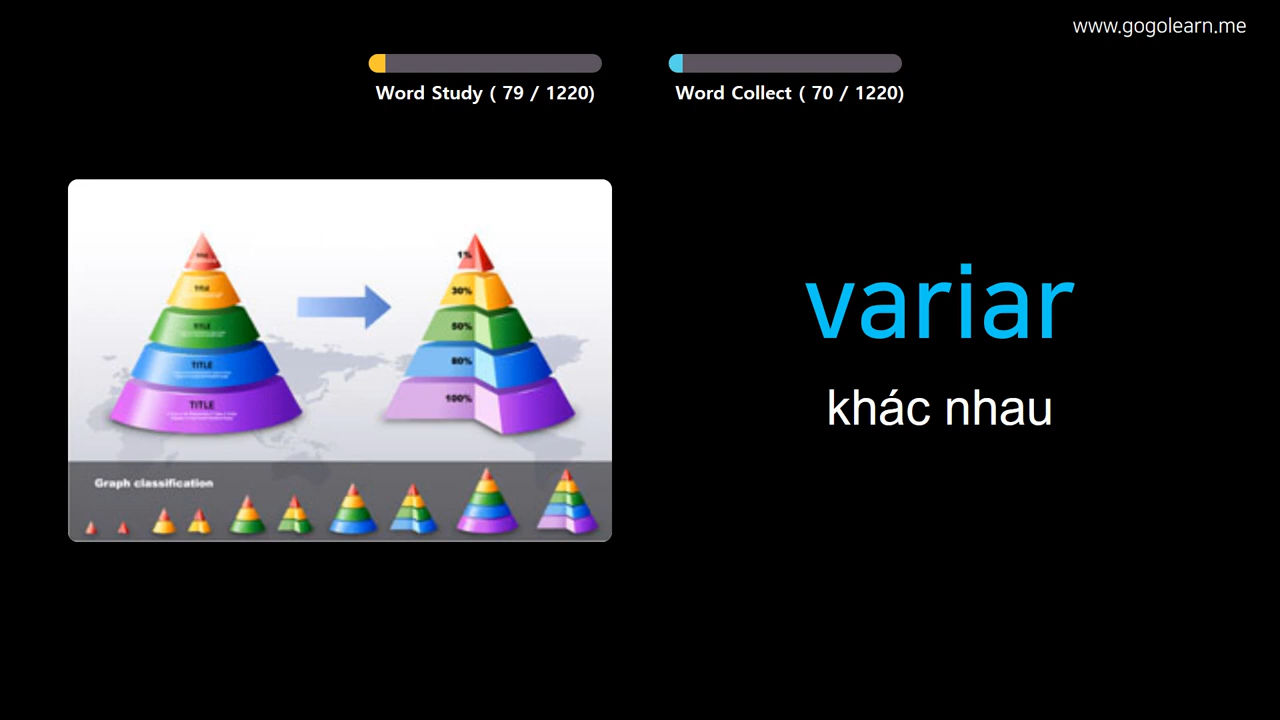 www.gogolearn.me
Word Study ( 79 / 1220)
Word Collect ( 70 / 1220)
TITLE
TITLE
TITLE
TITLE
1%
30%
50%
80%
100%
Graph classification
variar
khác nhau